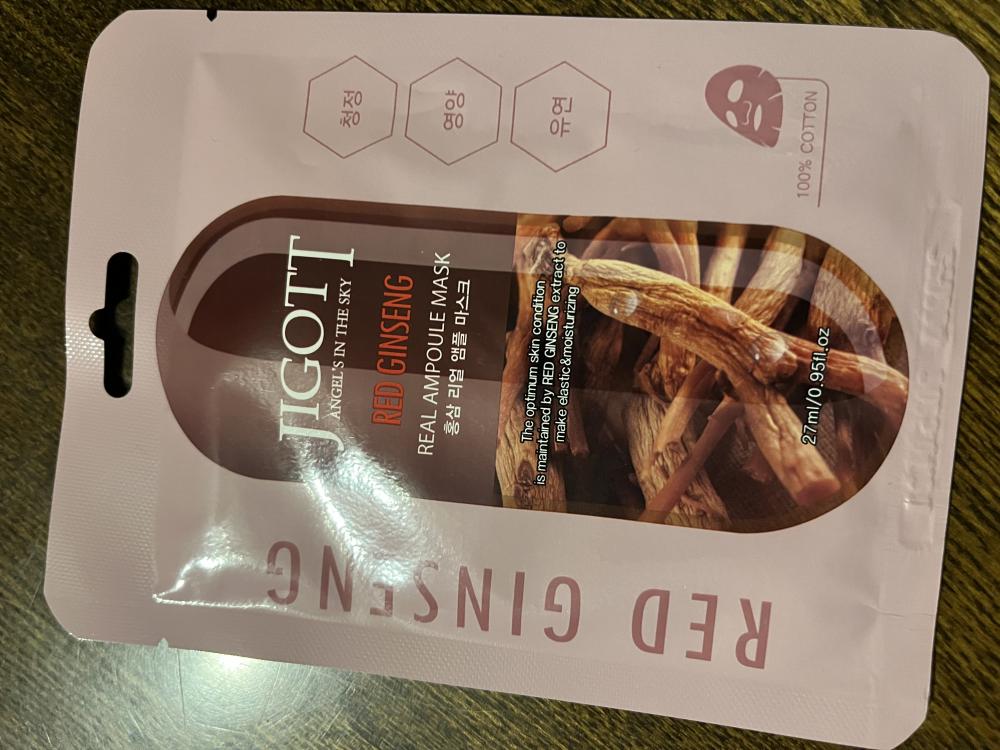 청정
영양
유연
100% COTTON
JIGOTT
ANGEL'S IN THE SKY
RED GINSENG
REAL AMPOULE MASK
홍삼 리얼 앰플 마스크
The optimum skin condition
is maintained by RED GINSENG extract to
make elastic&moisturizing
27ml/0.95fl.oz
RED GINSENG